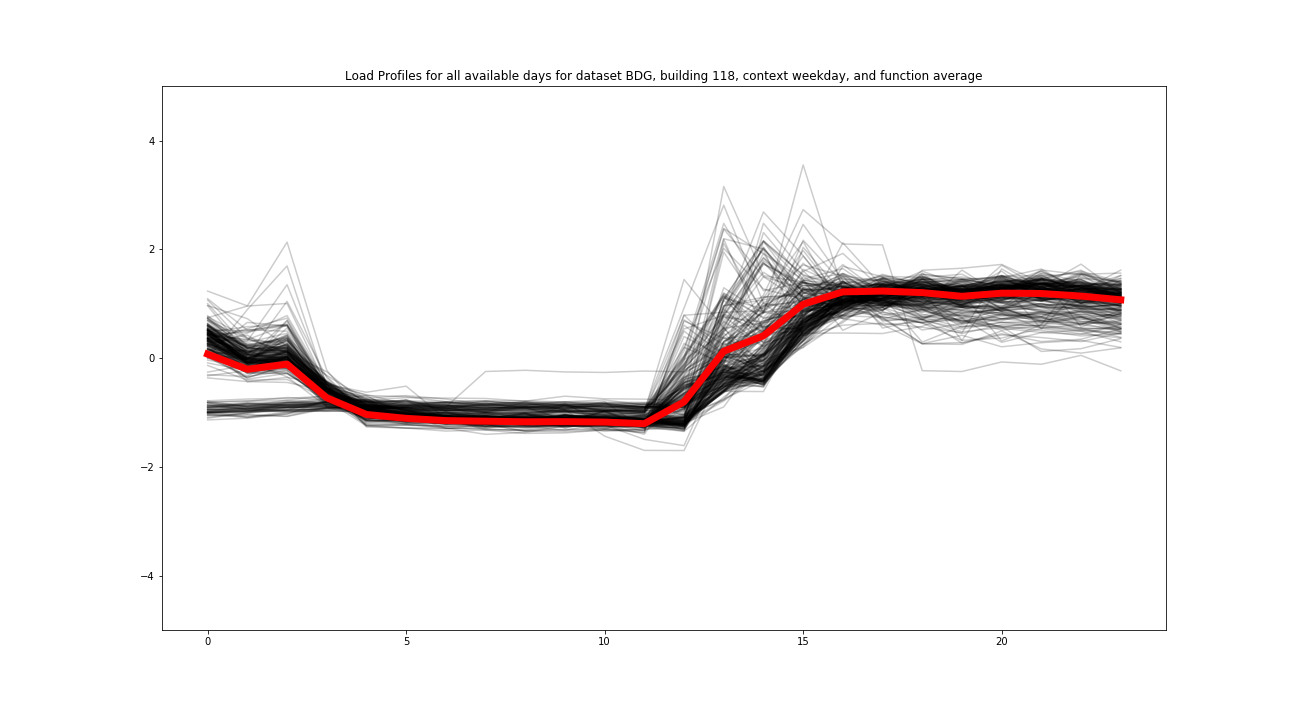 Load Profiles for all available days for dataset BDG, building 118, context weekday, and function average
4
2
0
−2
−4
0 5 10 15 20